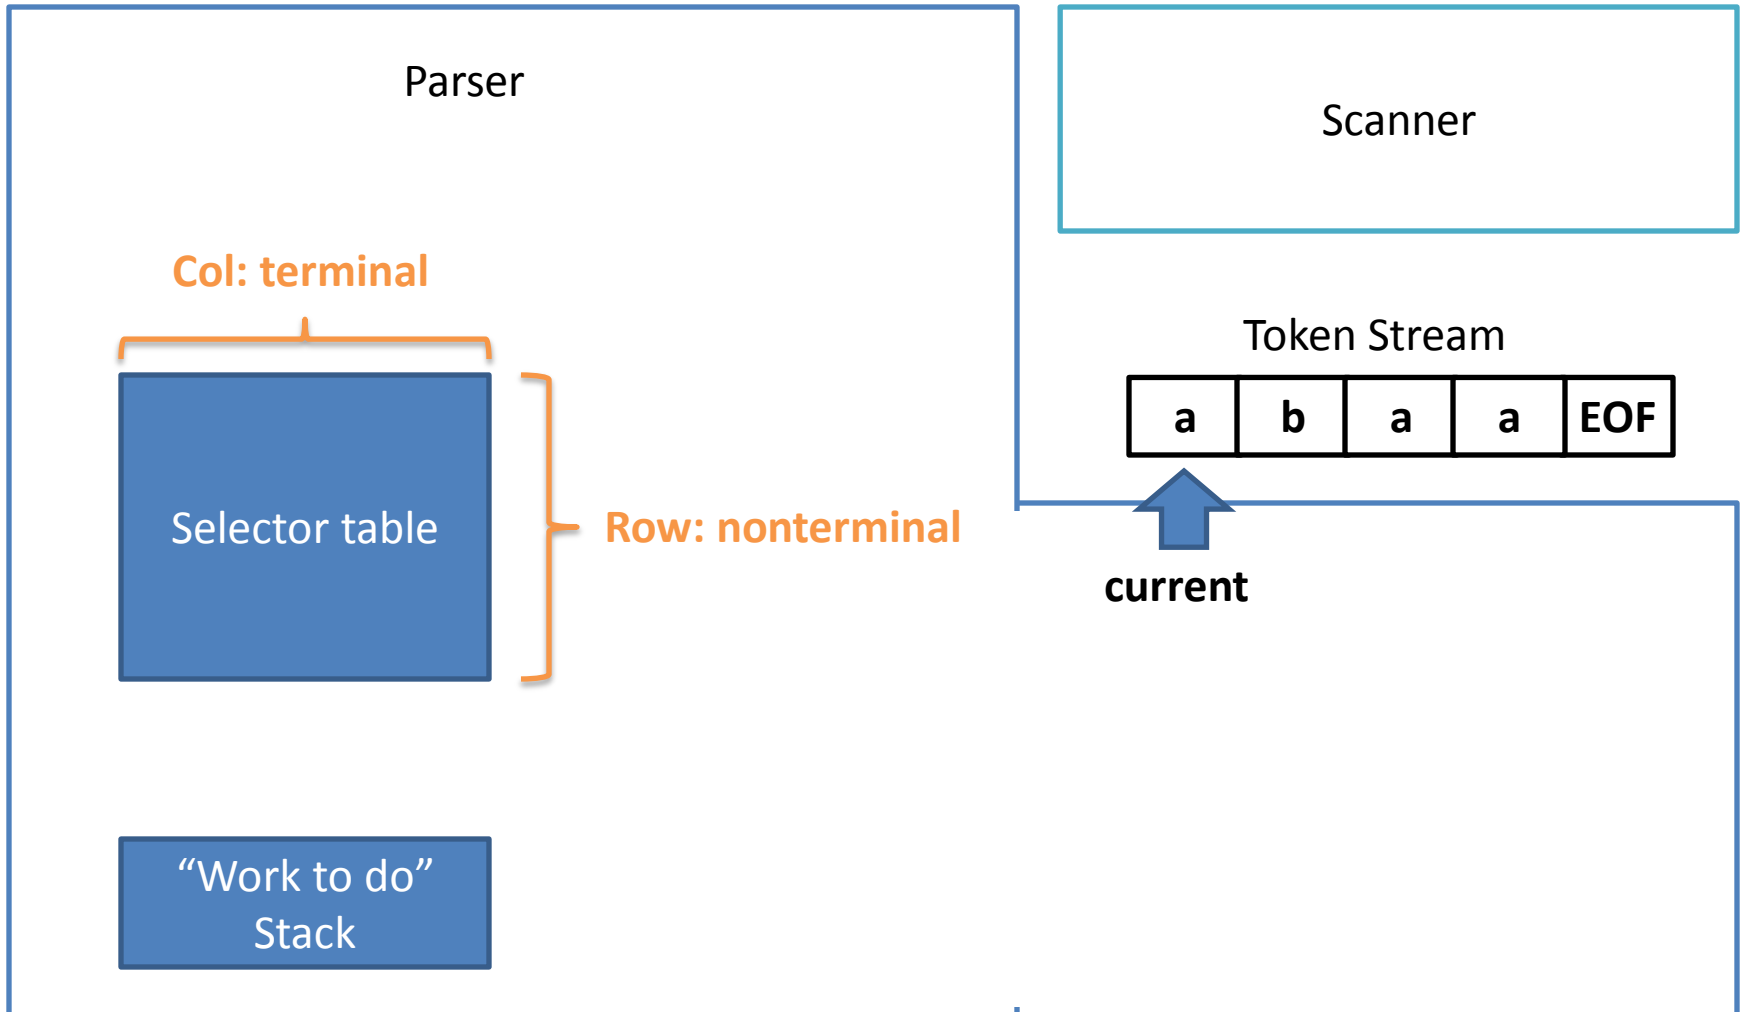 Parser
Scanner
Col: terminal
Token Stream
a b a a EOF
Selector table
Row: nonterminal
current
“Work to do”
Stack